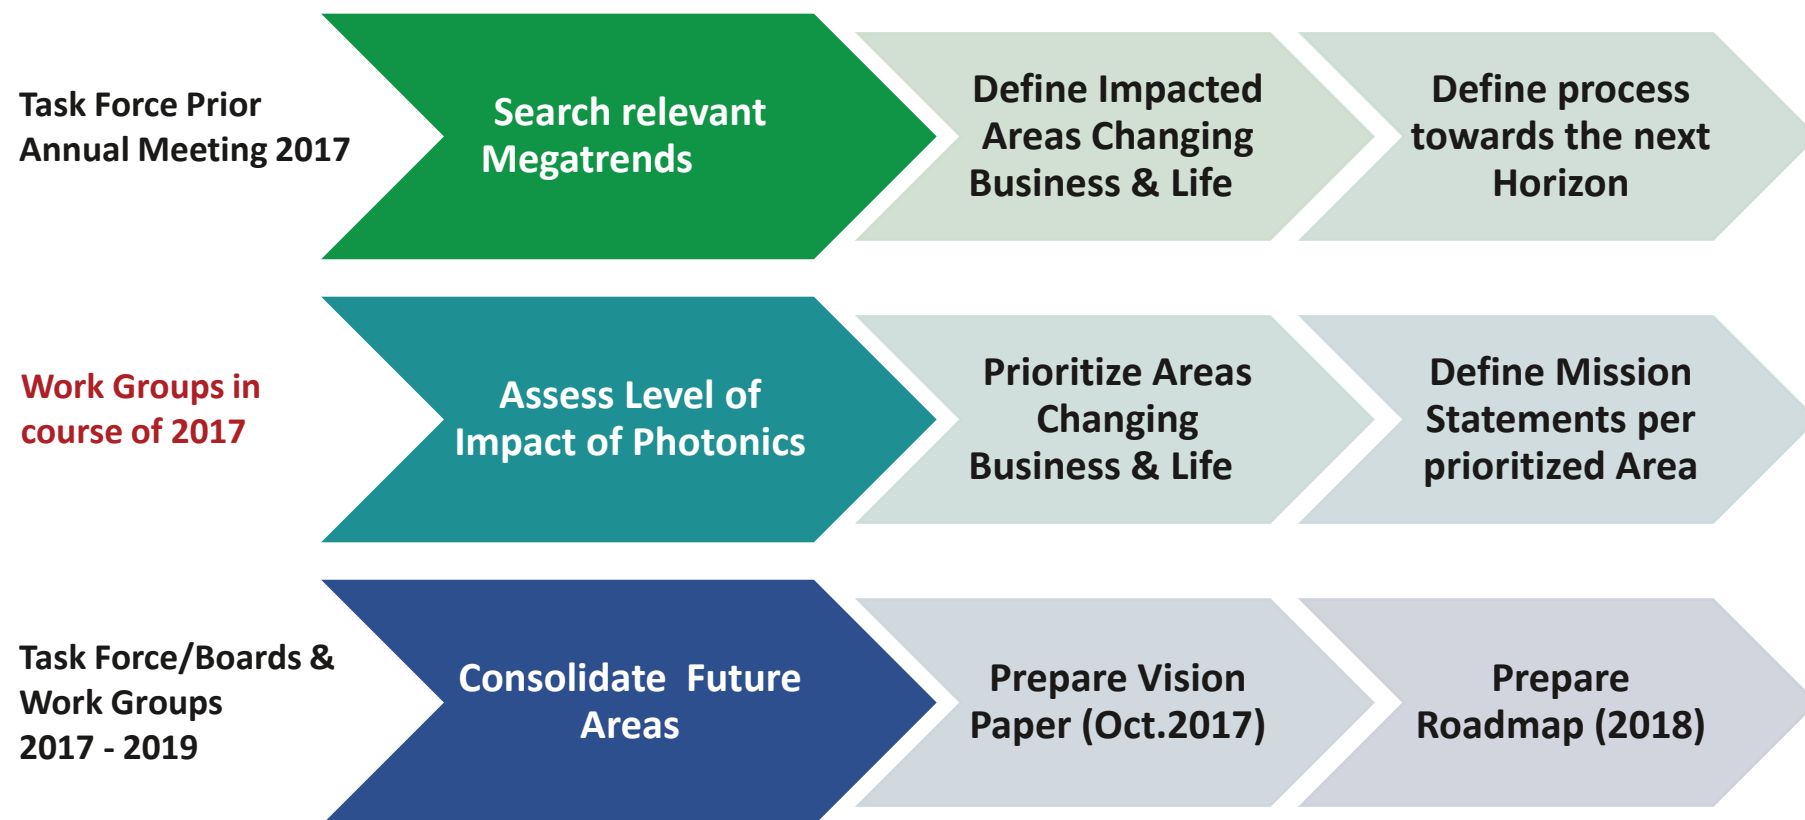 Task Force Prior
Annual Meeting 2017
Search relevant
Megatrends
Define Impacted
Areas Changing
Business & Life
Define process
towards the next
Horizon
Work Groups in
course of 2017
Assess Level of
Impact of Photonics
Prioritize Areas
Changing
Business & Life
Define Mission
Statements per
prioritized Area
Task Force/Boards &
Work Groups
2017 - 2019
Consolidate  Future
Areas
Prepare Vision
Paper (Oct.2017)
Prepare
Roadmap (2018)